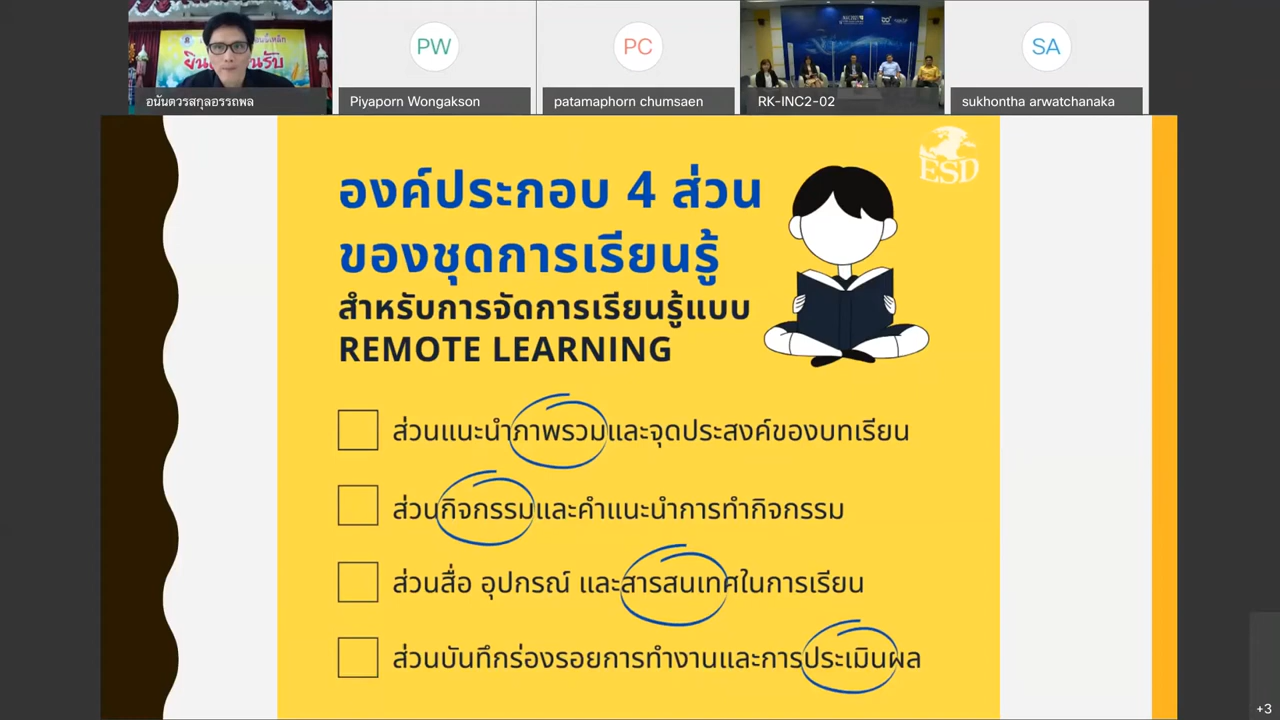 ยินดีต้อนรับ
อนันตวรสกุลอรรถพล
PW
Piyaporn Wongakson
PC
patamaphorn chumsaen
RK-INC2-02
SA
sukhontha arwatchanaka
ESD
องค์ประกอบ 4 ส่วน
ของชุดการเรียนรู้
สำหรับการจัดการเรียนรู้แบบ
REMOTE LEARNING
ส่วนแนะนำภาพรวมและจุดประสงค์ของบทเรียน
ส่วนกิจกรรมและคำแนะนำการทำกิจกรรม
ส่วนสื่อ อุปกรณ์ และสารสนเทศในการเรียน
ส่วนบันทึกร่องรอยการทำงานและการประเมินผล
+3